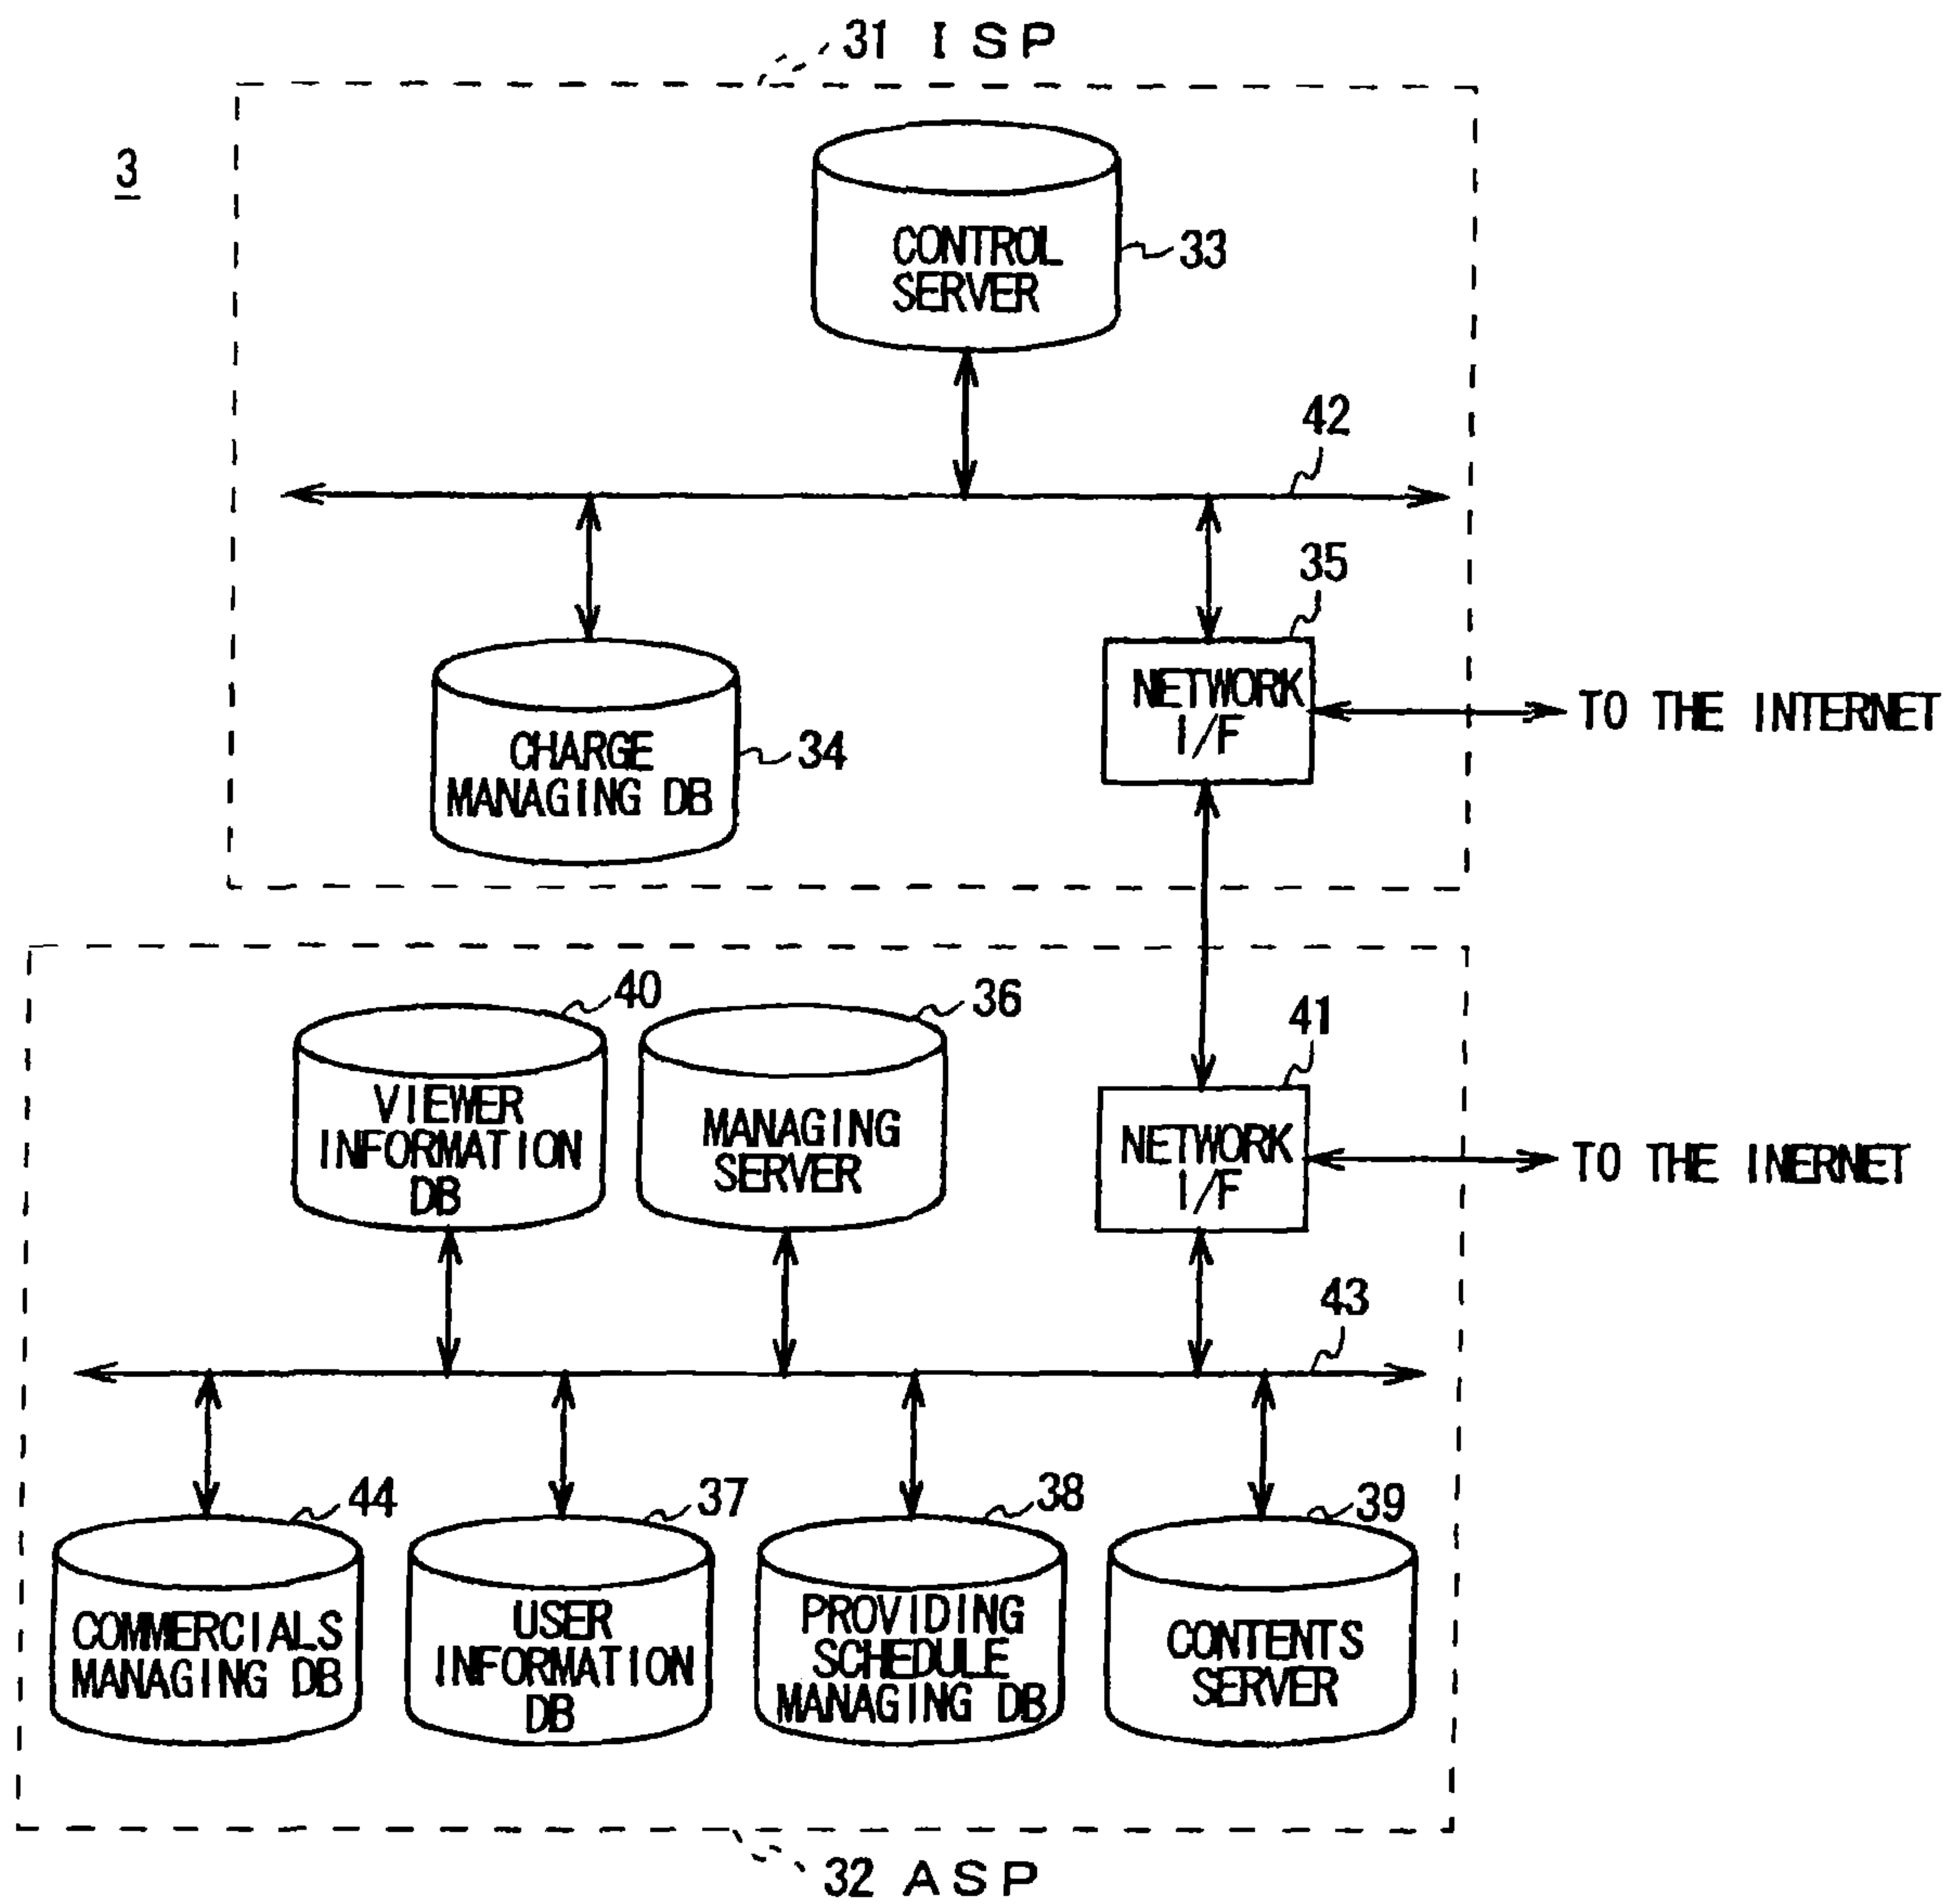 31 ISP
3
CONTROL
SERVER
33
42
35
NETWORK
I/F
TO THE INTERNET
CHARGE
MANAGING DB
34
40
36
41
VIEWER
INFORMATION
DB
MANAGING
SERVER
NETWORK
I/F
TO THE INERNET
43
44
37
38
39
COMMERCIALS
MANAGING DB
USER
INFORMATION
DB
PROVIDING
SCHEDULE
MANAGING DB
CONTENTS
SERVER
32 ASP